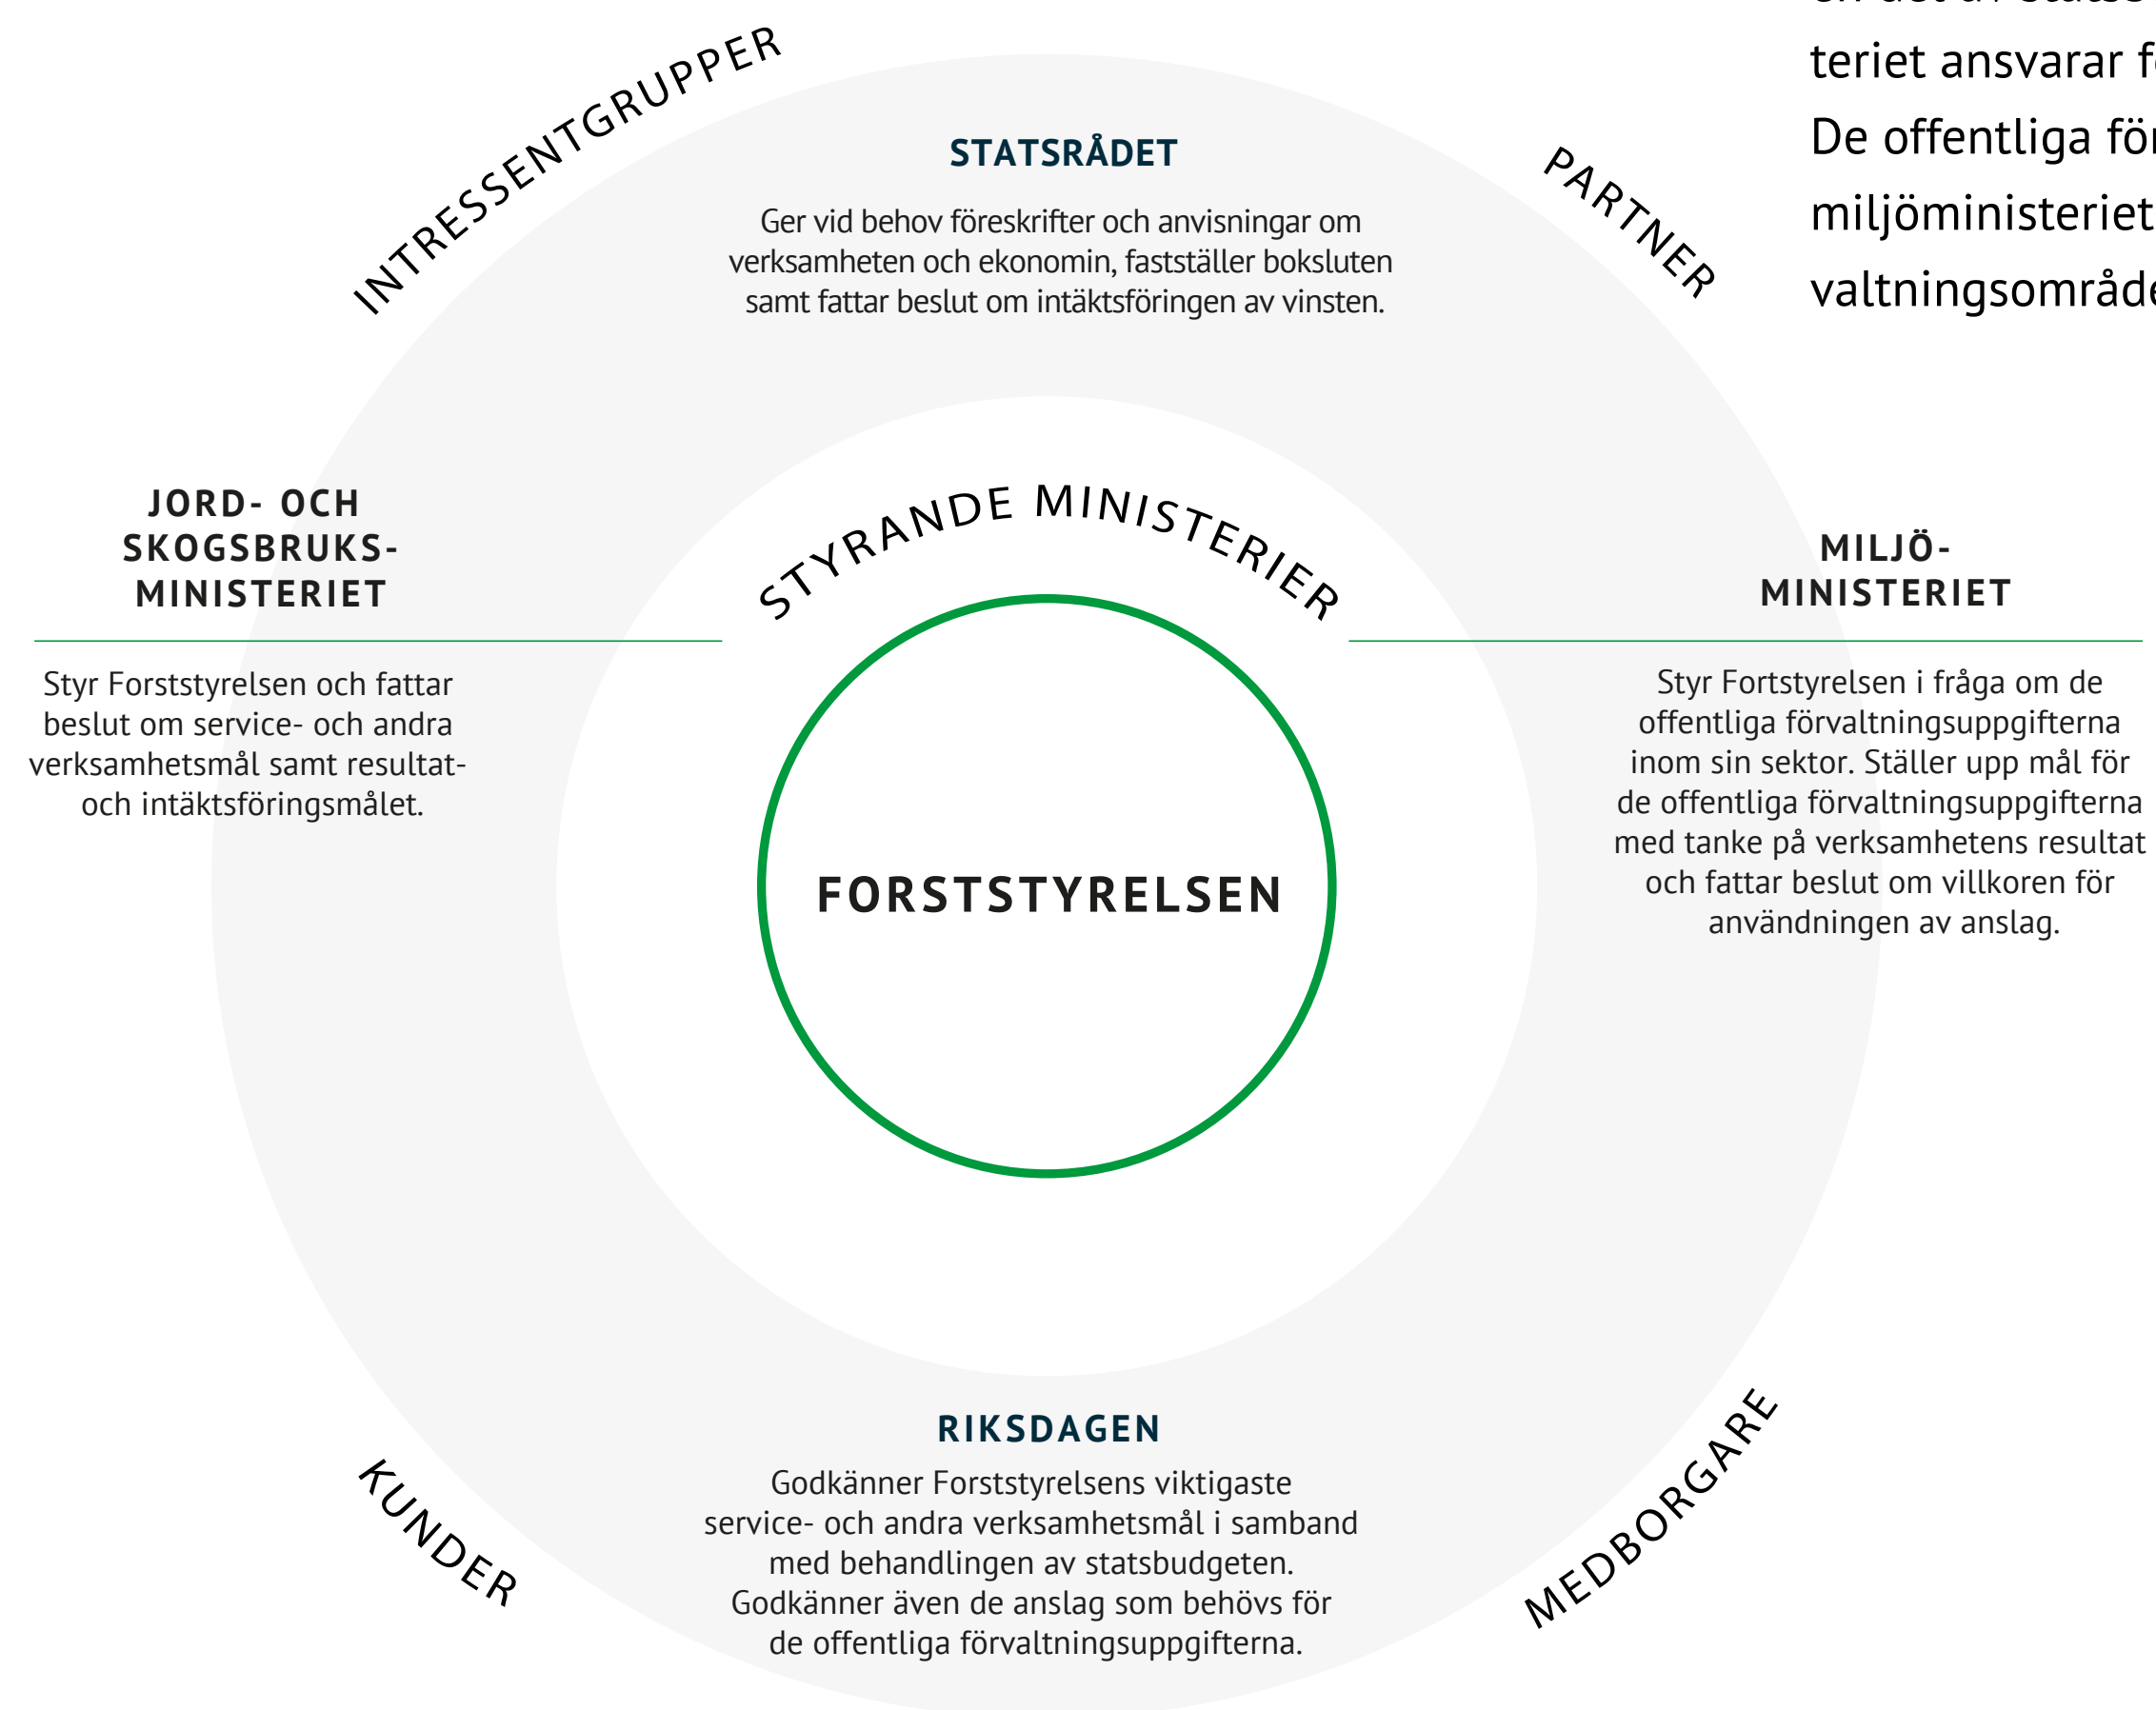 teriet ansvarar
De offentliga
miljöministeriet
INTRESSENTGRUPPER
PARTNER
STATSRÅDET
Ger vid behov föreskrifter och anvisningar om
verksamheten och ekonomin, fastställer boksluten
samt fattar beslut om intäktsföringen av vinsten.
STYRANDE MINISTERIER
JORD- OCH
SKOGSBRUKS-
MINISTERIET
Styr Forststyrelsen och fattar
beslut om service- och andra
verksamhetsmål samt resultat-
och intäktsföringsmålet.
MILJÖ-
MINISTERIET
Styr Fortstyrelsen i fråga om de
offentliga förvaltningsuppgifterna
inom sin sektor. Ställer upp mål för
de offentliga förvaltningsuppgifterna
med tanke på verksamhetens resultat
och fattar beslut om villkoren för
användningen av anslag.
FORSTSTYRELSEN
RIKSDAGEN
Godkänner Forststyrelsens viktigaste
service- och andra verksamhetsmål i samband
med behandlingen av statsbudgeten.
Godkänner även de anslag som behövs för
de offentliga förvaltningsuppgifterna.
KUNDER
MEDBORGARE